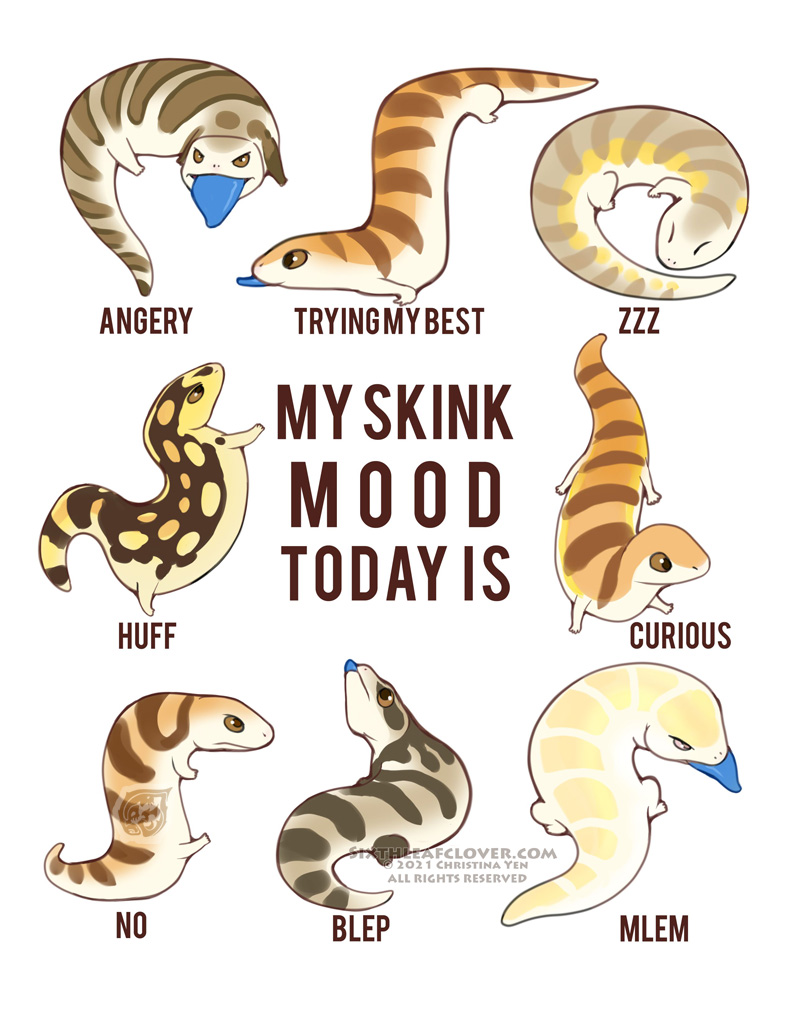 ANGERY
TRYING MY BEST
ZZZ
MY SKINK
MOOD
TODAY IS
HUFF
CURIOUS
SIXTHLEAFCLOVER.COM
© 2021 CHRISTINA YEN
ALL RIGHTS RESERVED
NO
BLEP
MLEM